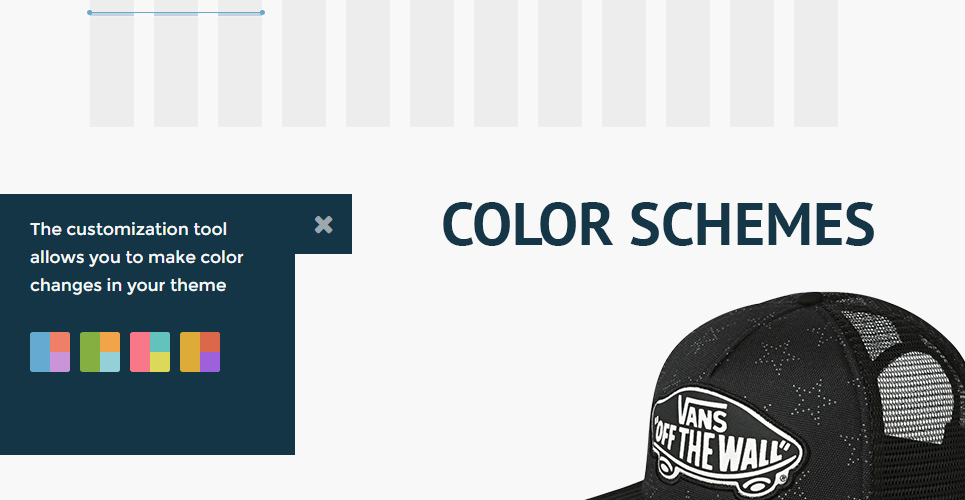 The customization tool
allows you to make color
changes in your theme
COLOR SCHEMES
VANS
"OFF THE WALL"
®